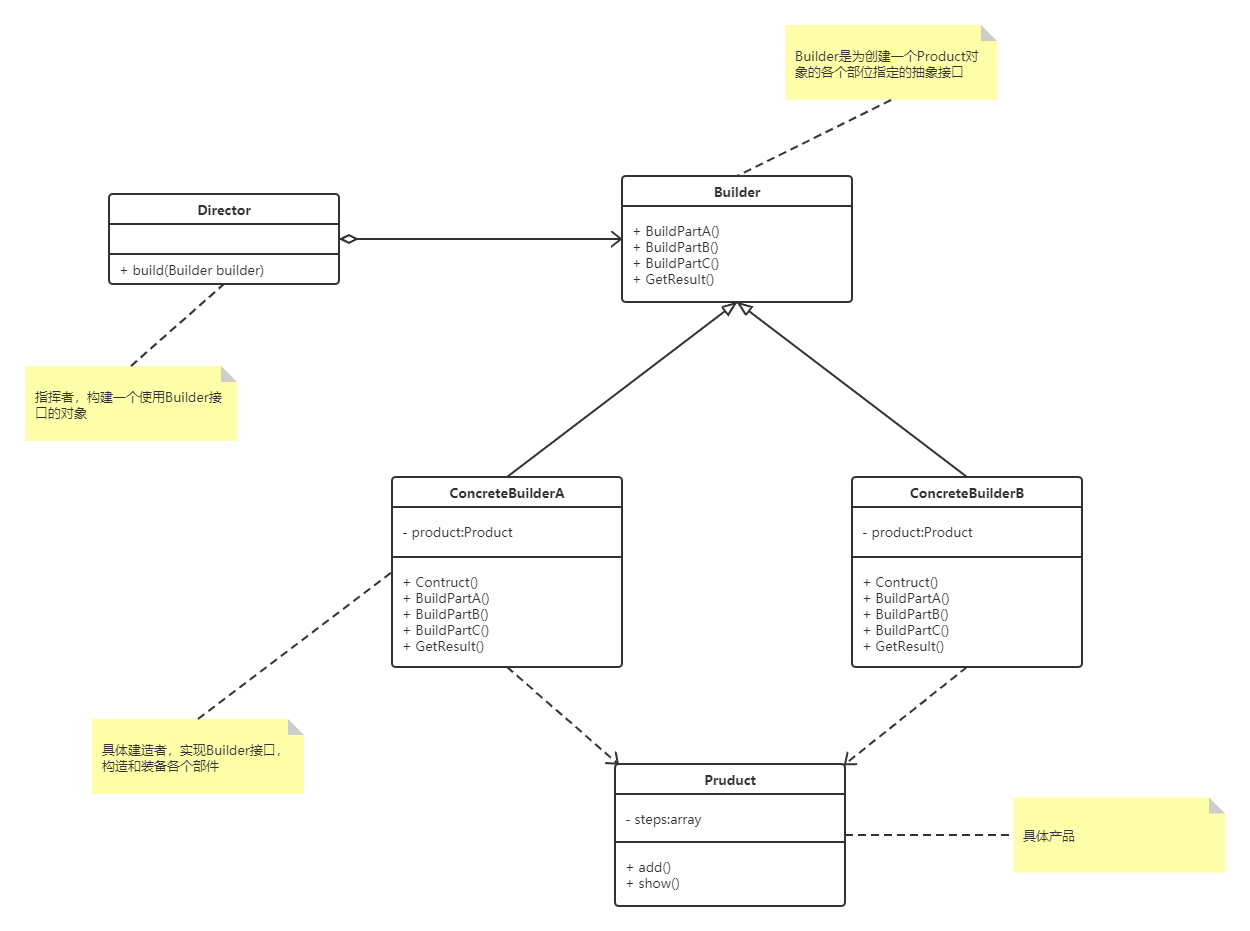 Builder是为创建一个Product对
象的各个部位指定的抽象接口
Builder
+ BuildPartA()
+ BuildPartB()
+ BuildPartC()
+ GetResult()
Director
+ build(Builder builder)
指挥者，构建一个使用Builder接
口的对象
ConcreteBuilderA
- product:Product
+ Contruct()
+ BuildPartA()
+ BuildPartB()
+ BuildPartC()
+ GetResult()
ConcreteBuilderB
- product:Product
+ Contruct()
+ BuildPartA()
+ BuildPartB()
+ BuildPartC()
+ GetResult()
具体建造者，实现Builder接口，
构造和装备各个部件
Pruduct
- steps:array
+ add()
+ show()
具体产品